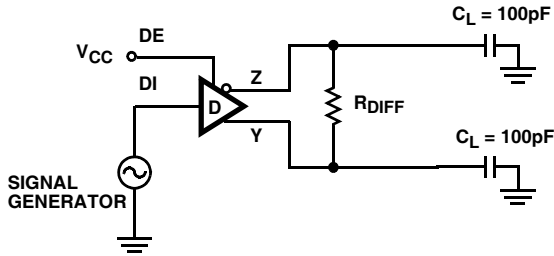 C_L = 100pF
DE
V_CC
DI
Z
D
R_DIFF
Y
C_L = 100pF
SIGNAL
GENERATOR